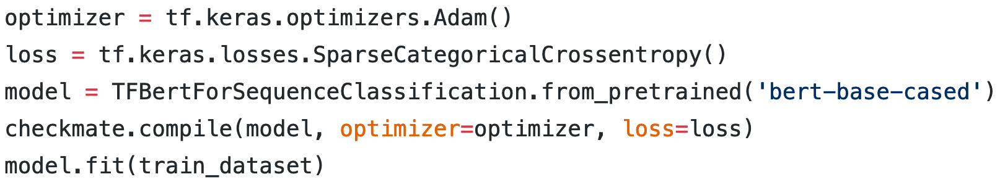 optimizer = tf.keras.optimizers.Adam()
loss = tf.keras.losses.SparseCategoricalCrossentropy()
model = TFBertForSequenceClassification.from_pretrained('bert-base-cased')
checkmate.compile(model, optimizer=optimizer, loss=loss)
model.fit(train_dataset)